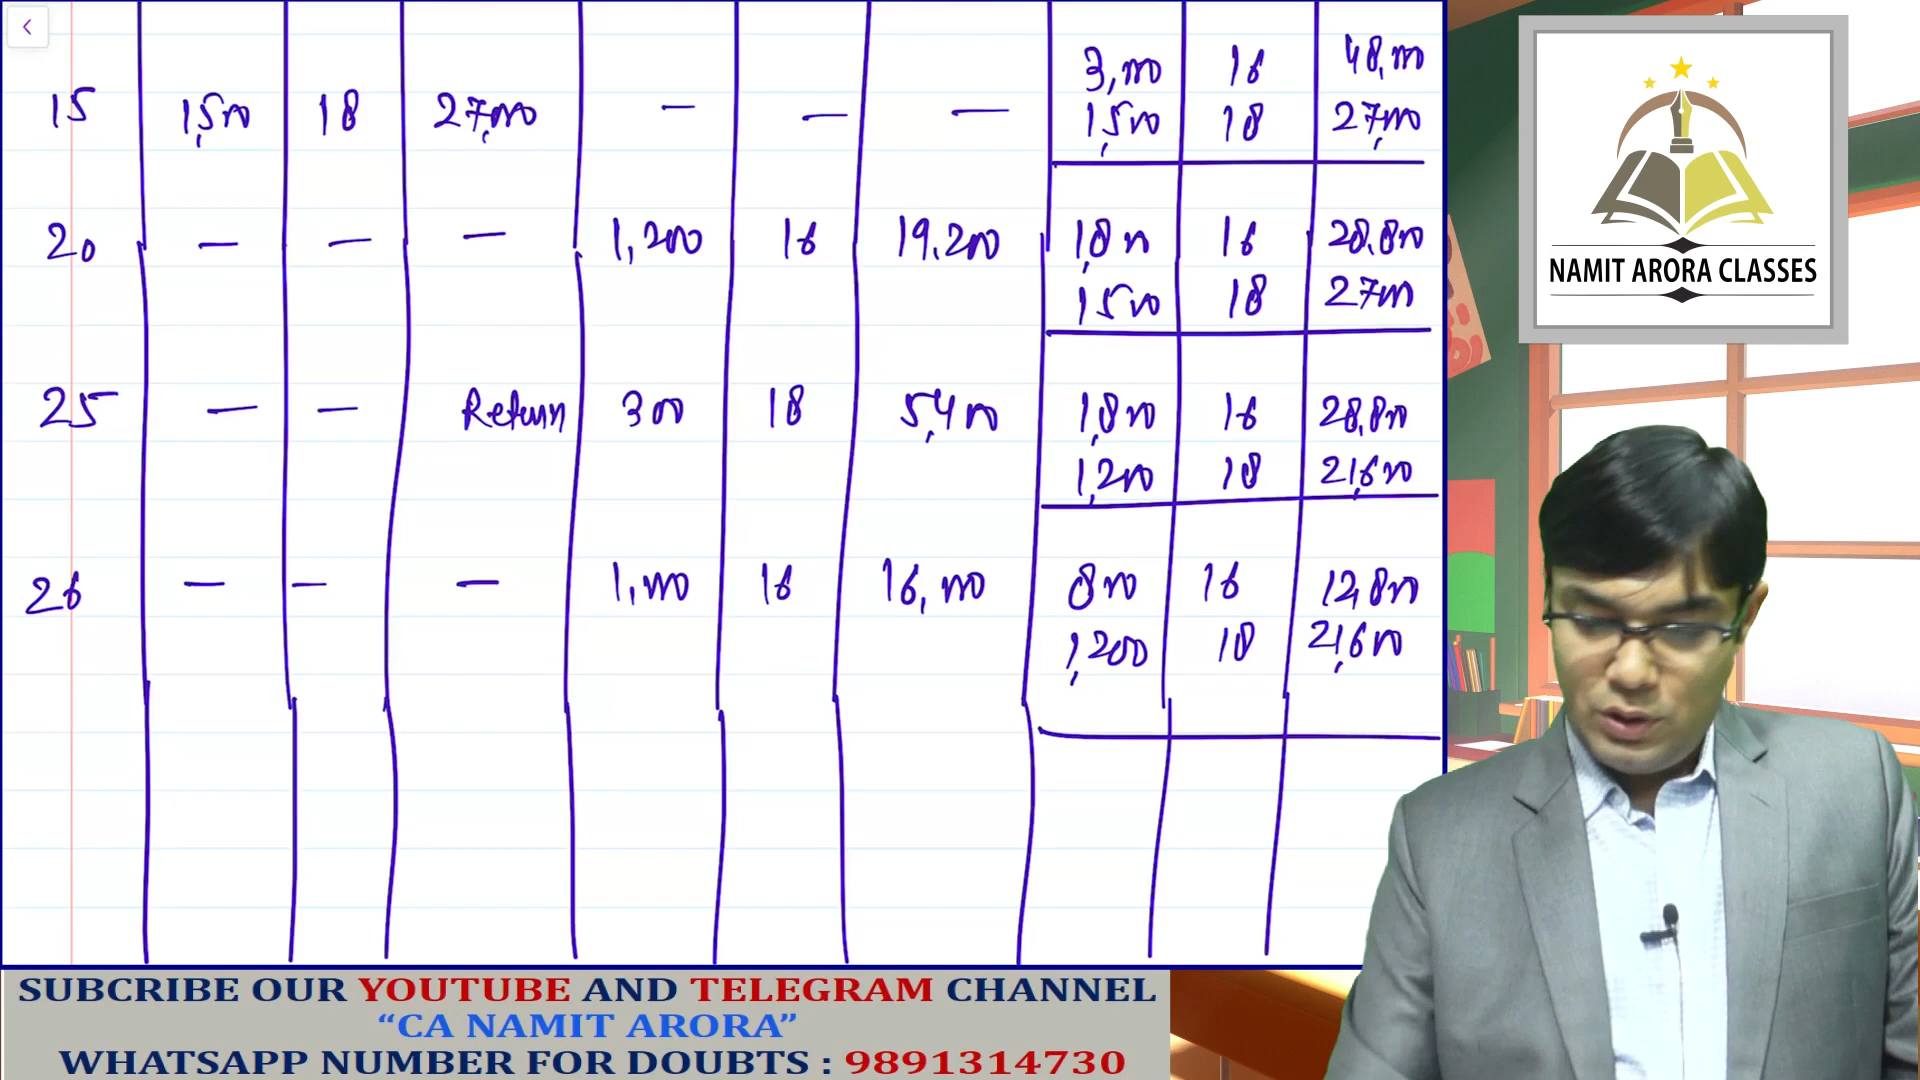 3,000 16 48,000
15 1,500 18 27,000 — — — 1,500 18 27,000
20 — — — 1,200 16 19,200 1,800 16 28,800
1,500 18 27,000
25 — — Return 300 18 5,400 1,800 16 28,800
1,200 18 21,600
26 — — — 1,000 16 16,000 800 16 12,800
1,200 18 21,600
NAMIT ARORA CLASSES
SUBCRIBE OUR YOUTUBE AND TELEGRAM CHANNEL
“CA NAMIT ARORA”
WHATSAPP NUMBER FOR DOUBTS : 9891314730